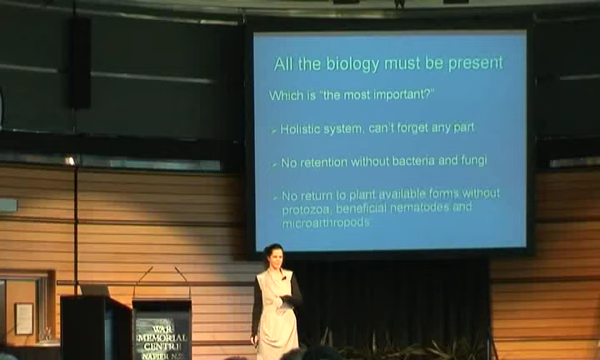 All the biology must be present
Which is "the most important?"
Holistic system, can't forget any part
No retention without bacteria and fungi
No return to plant available forms without
protozoa, beneficial nematodes and
microarthropods
WAR
MEMORIAL
CENTRE
NAPIER N.Z.